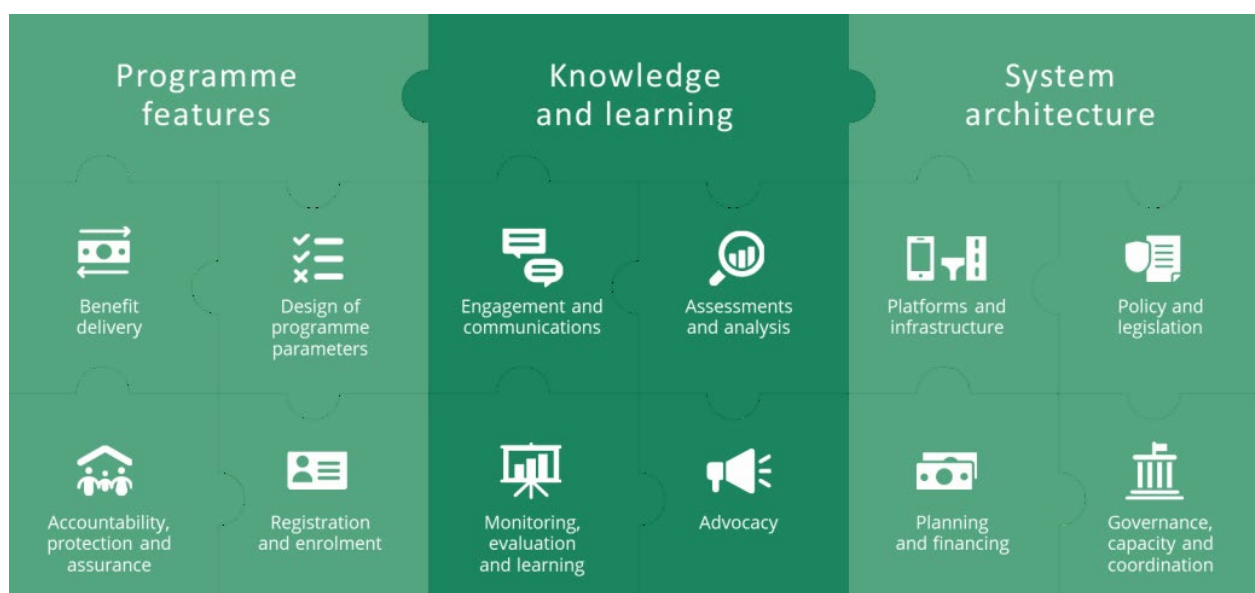 Programme
features
Knowledge
and learning
System
architecture
Benefit
delivery
Design of
programme
parameters
Engagement and
communications
Assessments
and analysis
Platforms and
infrastructure
Policy and
legislation
Accountability,
protection and
assurance
Registration
and enrolment
Monitoring,
evaluation
and learning
Advocacy
Planning
and financing
Governance,
capacity and
coordination